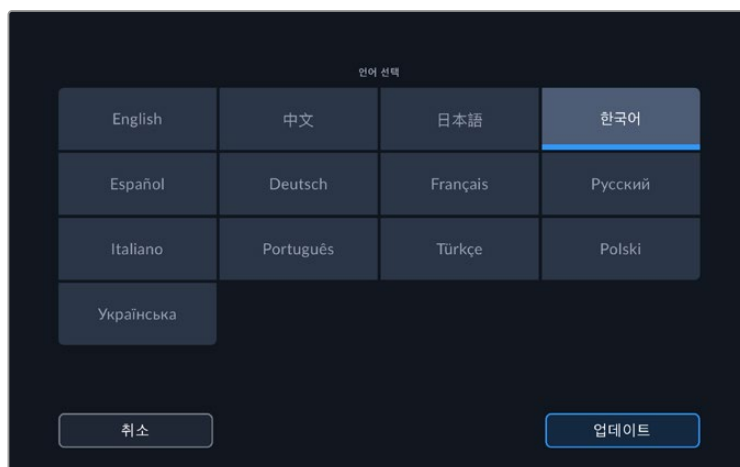 언어 선택
English 中文 日本語 한국어
Español Deutsch Français Русский
Italiano Português Türkçe Polski
Українська
취소 업데이트